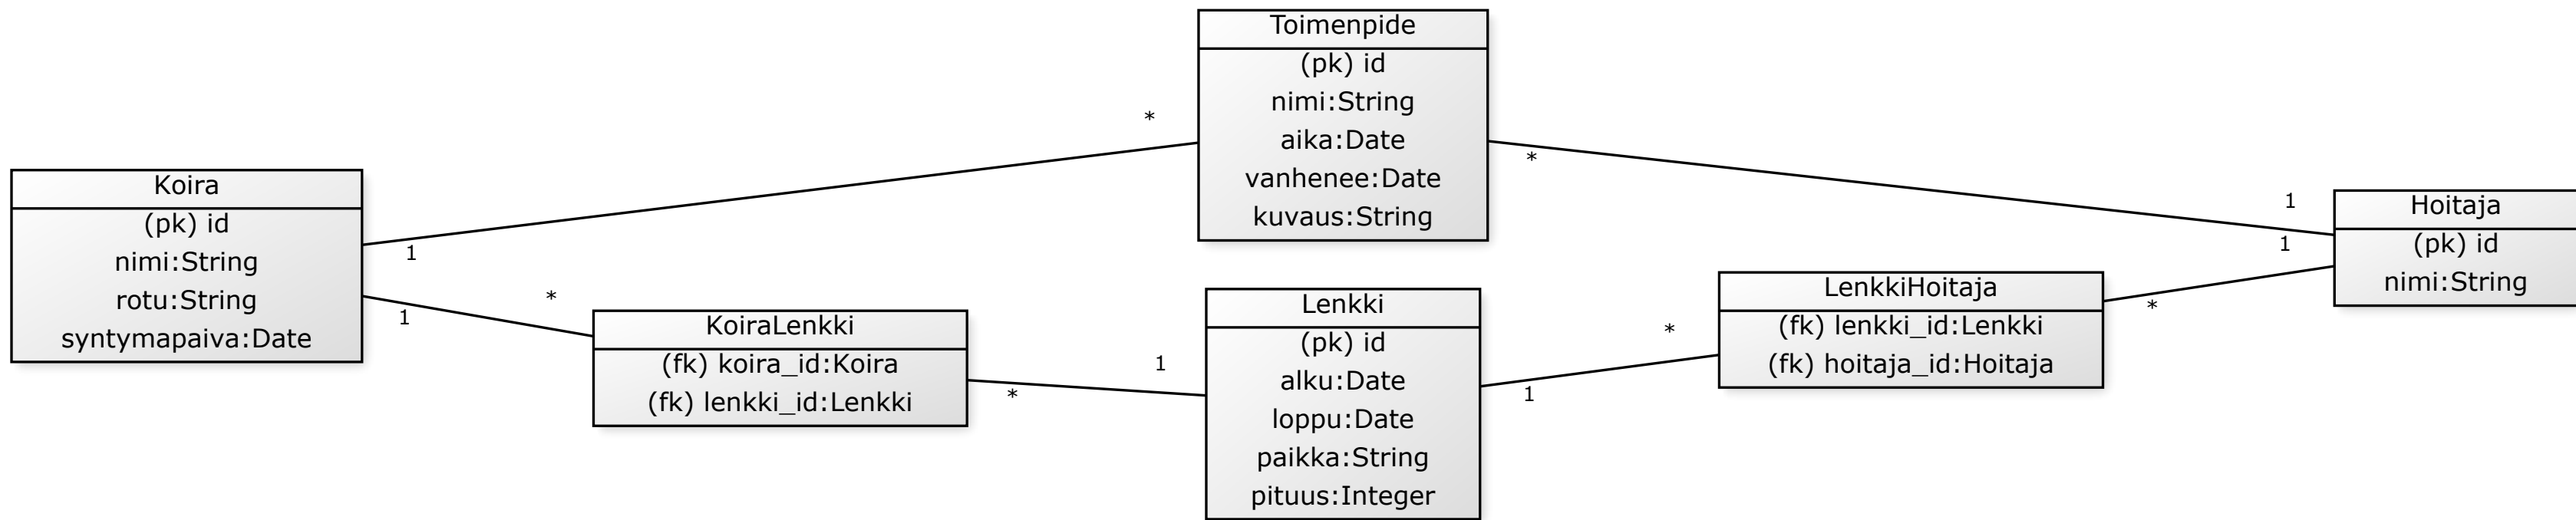 Toimenpide
(pk) id
nimi:String
aika:Date
vanhenee:Date
kuvaus:String
*
*
1
1
Koira
(pk) id
nimi:String
rotu:String
syntymapaiva:Date
1
1
*
KoiraLenkki
(fk) koira_id:Koira
(fk) lenkki_id:Lenkki
*
1
Lenkki
(pk) id
alku:Date
loppu:Date
paikka:String
pituus:Integer
1
*
LenkkiHoitaja
(fk) lenkki_id:Lenkki
(fk) hoitaja_id:Hoitaja
*
Hoitaja
(pk) id
nimi:String